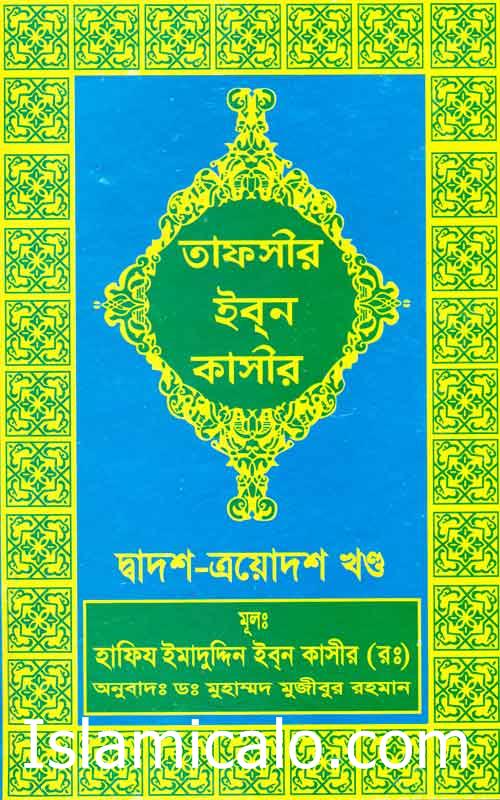 তাফসীর
ইব্‌ন
কাসীর
দ্বাদশ-ত্রয়োদশ খণ্ড
মূলঃ
হাফিয ইমাদুদ্দিন ইব্‌ন কাসীর (রঃ)
অনুবাদঃ ডঃ মুহাম্মদ মুজীবুর রহমান
Islamicalo.com